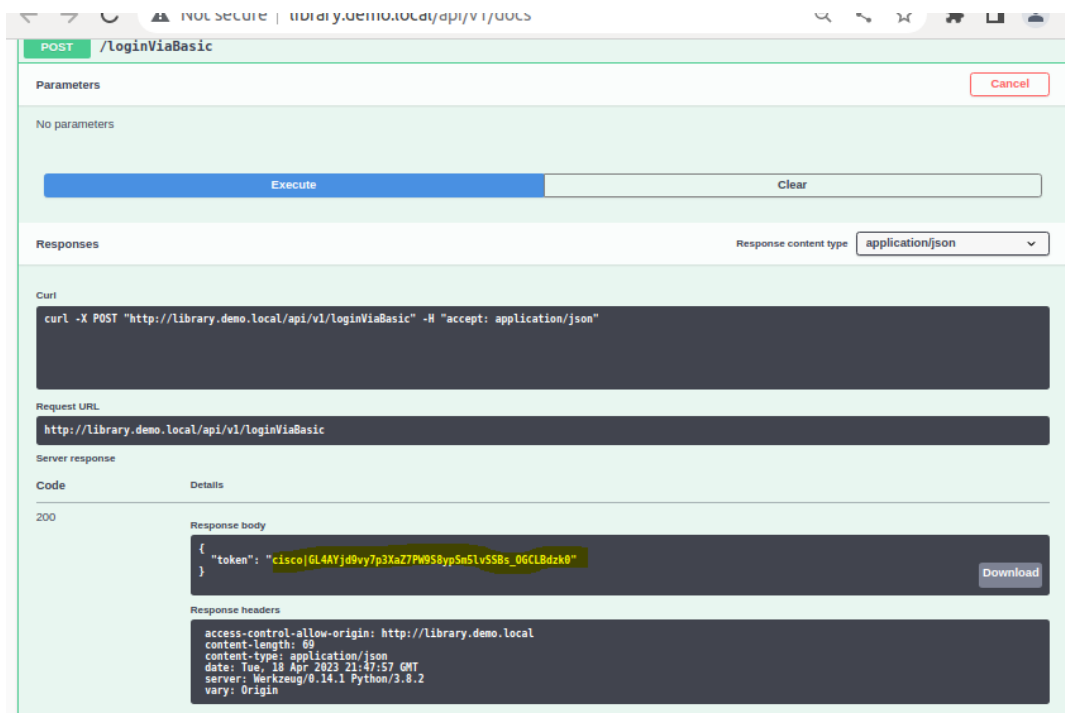 Not secure | library.demo.local/api/v1/docs
POST /loginViaBasic
Parameters
Cancel
No parameters
Execute
Clear
Responses
Response content type
application/json
Curl
curl -X POST "http://library.demo.local/api/v1/loginViaBasic" -H "accept: application/json"
Request URL
http://library.demo.local/api/v1/loginViaBasic
Server response
Code
Details
200
Response body
{
"token": "cisco|GL4AYjd9vy7p3XaZ7PW9S8ypSm5lvSSBs_OGCLBdzk0"
}
Download
Response headers
access-control-allow-origin: http://library.demo.local
content-length: 69
content-type: application/json
date: Tue, 18 Apr 2023 21:47:57 GMT
server: Werkzeug/0.14.1 Python/3.8.2
vary: Origin